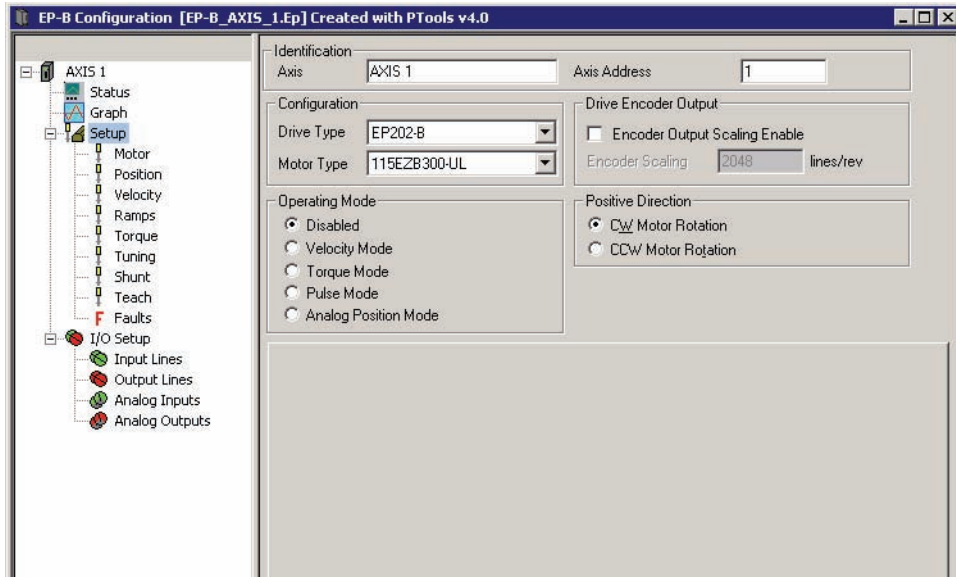 EP-B Configuration [EP-B_AXIS_1.Ep] Created with PTools v4.0
AXIS 1
Status
Graph
Setup
Motor
Position
Velocity
Ramps
Torque
Tuning
Shunt
Teach
F Faults
I/O Setup
Input Lines
Output Lines
Analog Inputs
Analog Outputs
Identification
Axis AXIS 1 Axis Address 1
Configuration
Drive Type EP202-B
Motor Type 115EZB300-UL
Drive Encoder Output
Encoder Output Scaling Enable
Encoder Scaling 2048 lines/rev
Operating Mode
Disabled
Velocity Mode
Torque Mode
Pulse Mode
Analog Position Mode
Positive Direction
CW Motor Rotation
CCW Motor Rotation